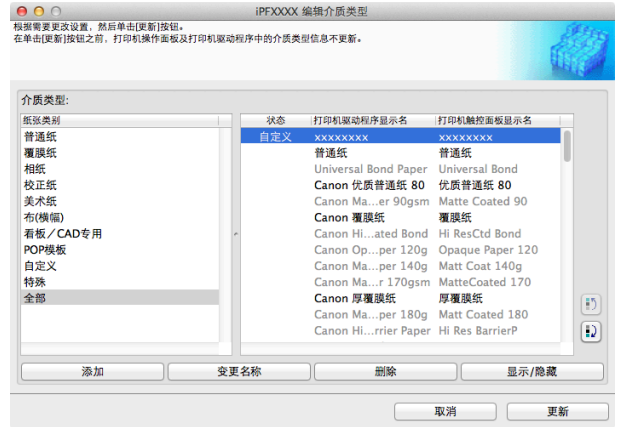 iPFXXXX 编辑介质类型
根据需要更改设置，然后单击[更新]按钮。
在单击[更新]按钮之前，打印机操作面板及打印机驱动程序中的介质类型信息不更新。
介质类型:
纸张类别
普通纸
覆膜纸
相纸
校正纸
美术纸
布(横幅)
看板／CAD专用
POP模板
自定义
特殊
全部
状态 打印机驱动程序显示名 打印机触控面板显示名
自定义 xxxxxxxx xxxxxxxx
普通纸 普通纸
Universal Bond Paper Universal Bond
Canon 优质普通纸 80 优质普通纸 80
Canon Ma...er 90gsm Matte Coated 90
Canon 覆膜纸 覆膜纸
Canon Hi...ated Bond Hi ResCtd Bond
Canon Op...per 120g Opaque Paper 120
Canon Ma...per 140g Matt Coat 140g
Canon Ma...r 170gsm MatteCoated 170
Canon 厚覆膜纸 厚覆膜纸
Canon Ma...per 180g Matt Coated 180
Canon Hi...rrier Paper Hi Res BarrierP
添加 变更名称 删除 显示/隐藏
取消 更新